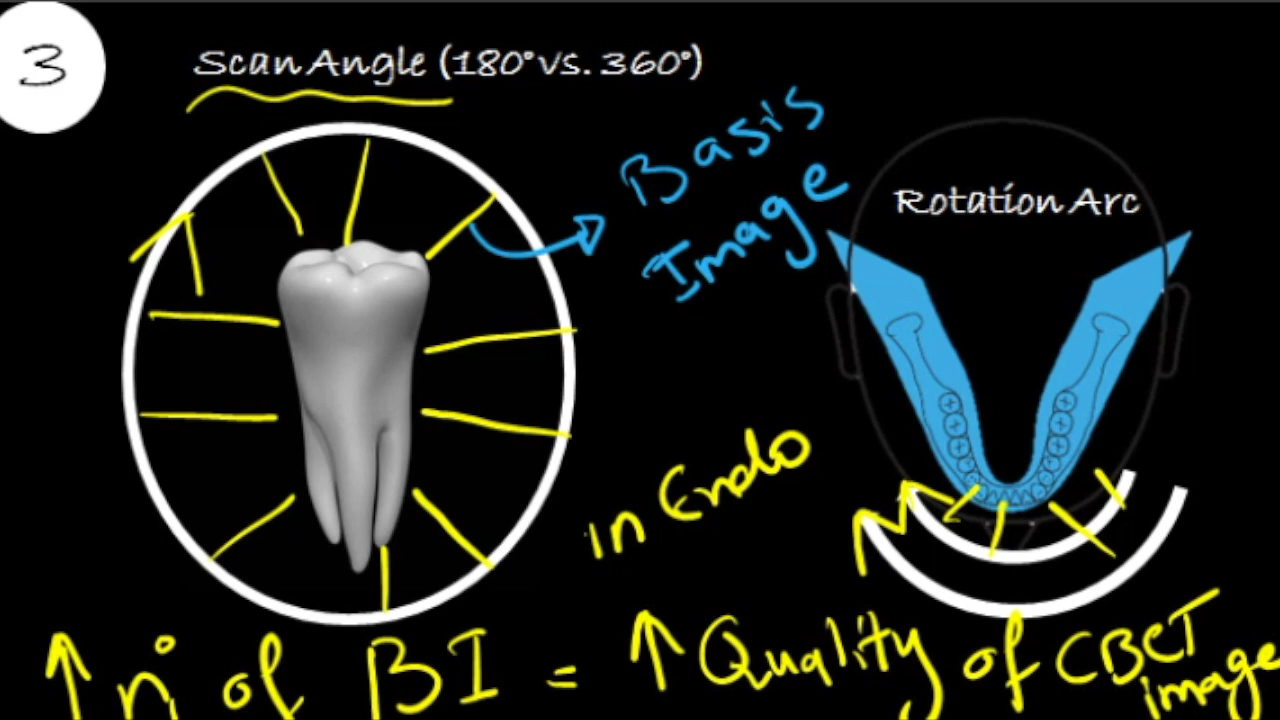 3
Scan Angle (180° vs. 360°)
Basis
Image
Rotation Arc
in Endo
↑ n° of BI = ↑ Quality of CBCT
image